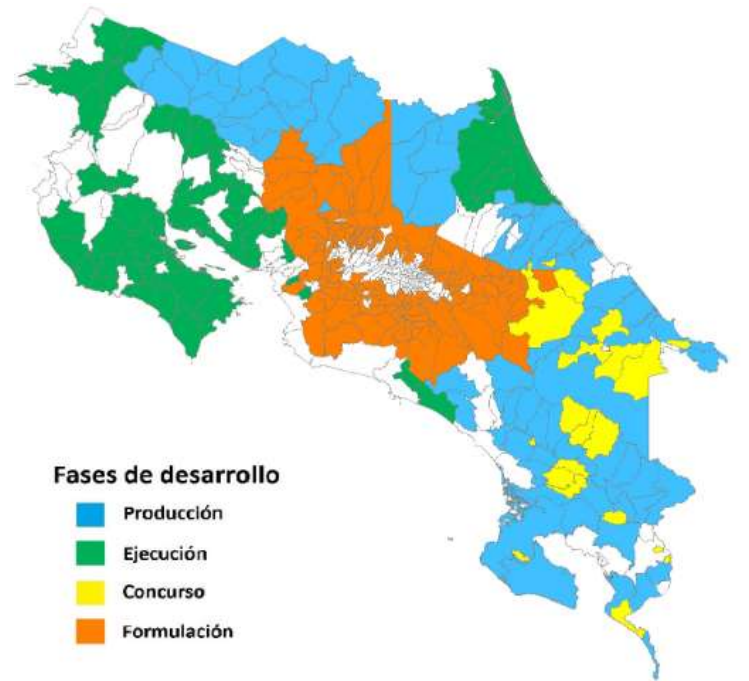 Fases de desarrollo
Producción
Ejecución
Concurso
Formulación